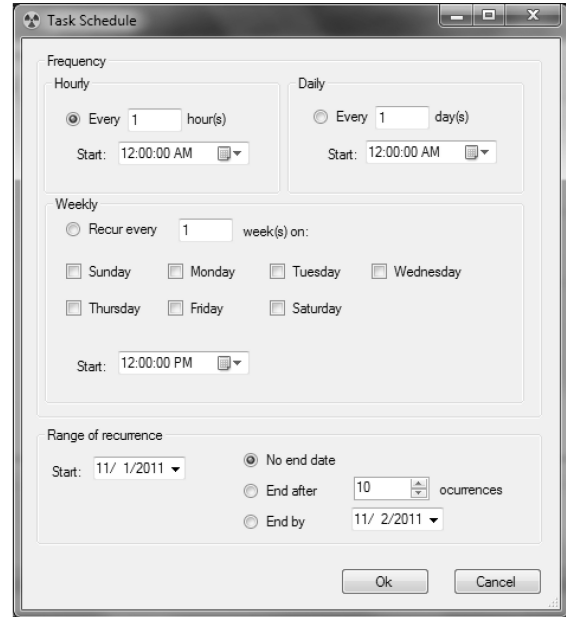 Task Schedule
Frequency
Hourly
Every 1 hour(s)
Start: 12:00:00 AM
Daily
Every 1 day(s)
Start: 12:00:00 AM
Weekly
Recur every 1 week(s) on:
Sunday Monday Tuesday Wednesday
Thursday Friday Saturday
Start: 12:00:00 PM
Range of recurrence
Start: 11/ 1/2011
No end date
End after 10 ocurrences
End by 11/ 2/2011
Ok Cancel